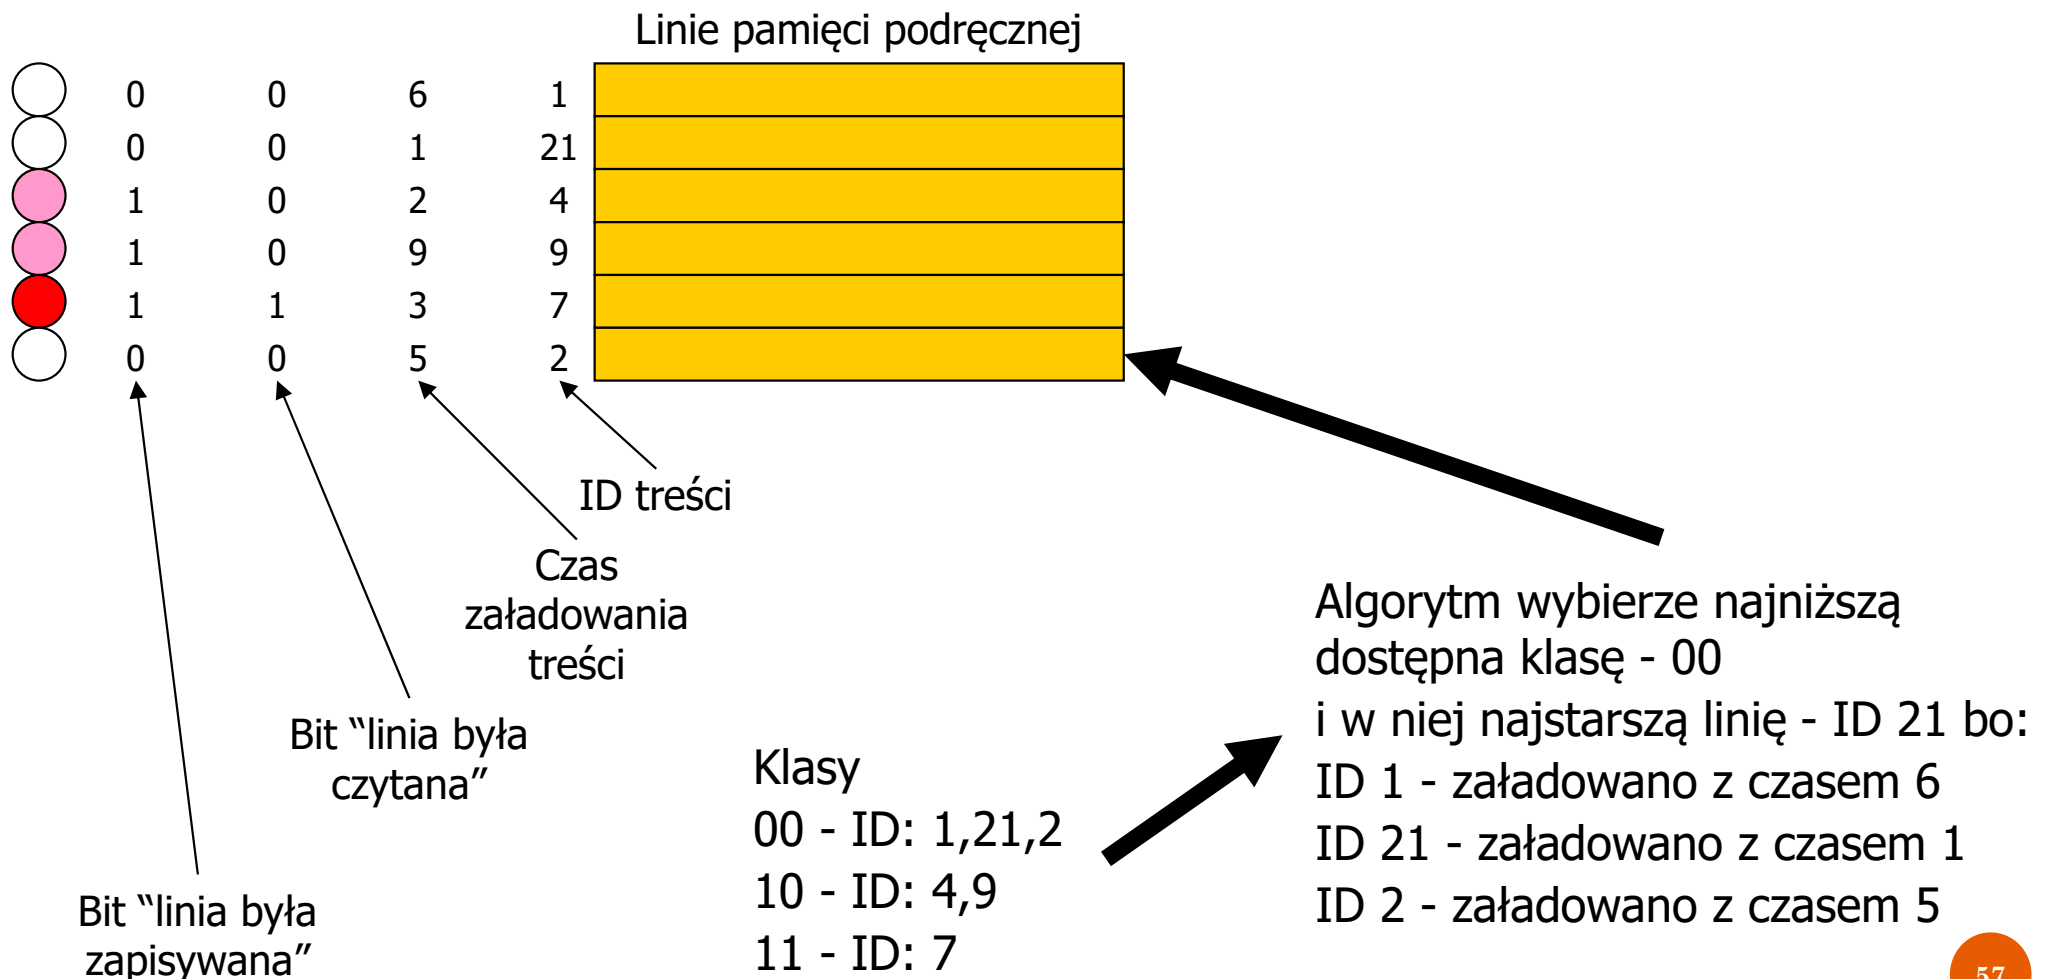 Linie pamięci podręcznej
0 0 6 1
0 0 1 21
1 0 2 4
1 0 9 9
1 1 3 7
0 0 5 2
ID treści
Czas
załadowania
treści
Bit “linia była
czytana”
Bit “linia była
zapisywana”
Klasy
00 - ID: 1,21,2
10 - ID: 4,9
11 - ID: 7
Algorytm wybierze najniższą
dostępna klasę - 00
i w niej najstarszą linię - ID 21 bo:
ID 1 - załadowano z czasem 6
ID 21 - załadowano z czasem 1
ID 2 - załadowano z czasem 5
57